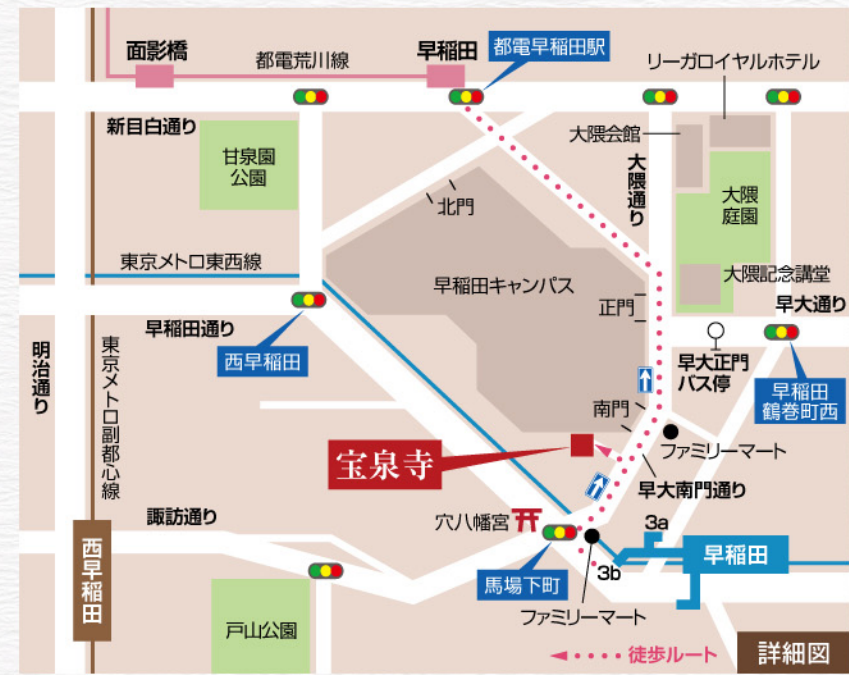 面影橋
都電荒川線
早稲田
都電早稲田駅
リーガロイヤルホテル
新目白通り
甘泉園
公園
大隈会館
大隈通り
大隈
庭園
北門
東京メトロ東西線
早稲田キャンパス
大隈記念講堂
正門
早大通り
早稲田通り
西早稲田
明治通り
東京メトロ副都心線
早大正門
バス停
早稲田
鶴巻町西
南門
ファミリーマート
宝泉寺
早大南門通り
諏訪通り
穴八幡宮
3a
早稲田
西早稲田
馬場下町
3b
ファミリーマート
戸山公園
徒歩ルート
詳細図